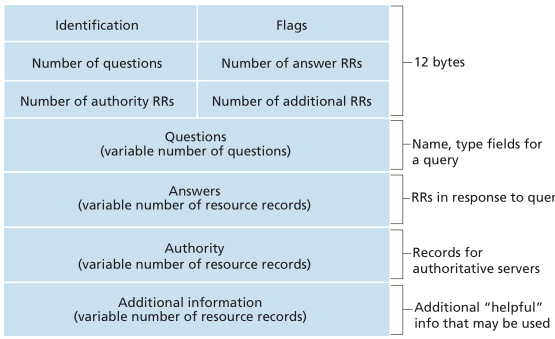 Identification Flags
Number of questions Number of answer RRs 12 bytes
Number of authority RRs Number of additional RRs
Questions
(variable number of questions)
Name, type fields for
a query
Answers
(variable number of resource records)
RRs in response to quer
Authority
(variable number of resource records)
Records for
authoritative servers
Additional information
(variable number of resource records)
Additional “helpful”
info that may be used